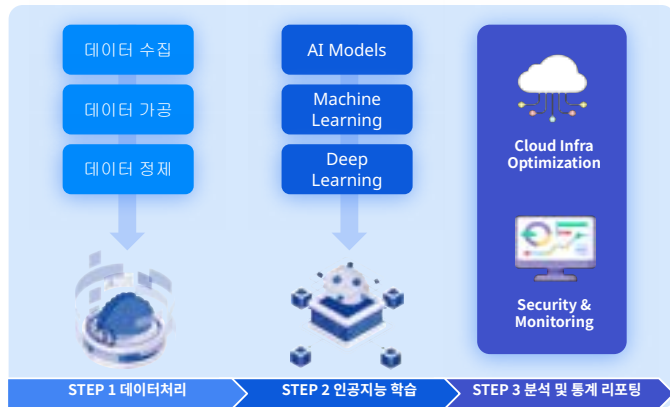 데이터 수집
데이터 가공
데이터 정제
AI Models
Machine
Learning
Deep
Learning
Cloud Infra
Optimization
Security &
Monitoring
STEP 1 데이터처리
STEP 2 인공지능 학습
STEP 3 분석 및 통계 리포팅